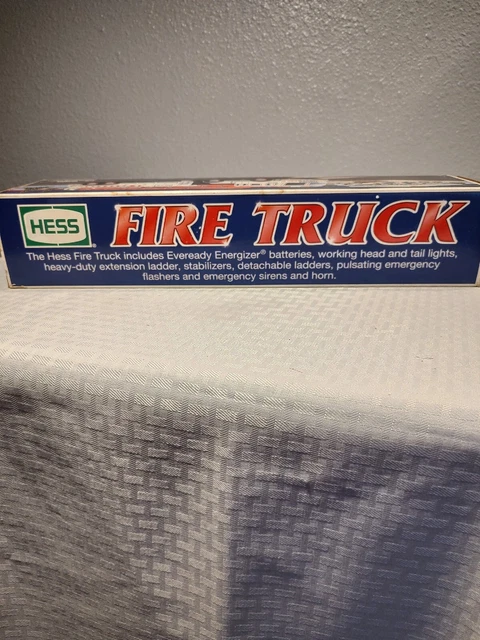 HESS
FIRE TRUCK
The Hess Fire Truck includes Eveready Energizer® batteries, working head and tail lights,
heavy-duty extension ladder, stabilizers, detachable ladders, pulsating emergency
flashers and emergency sirens and horn.